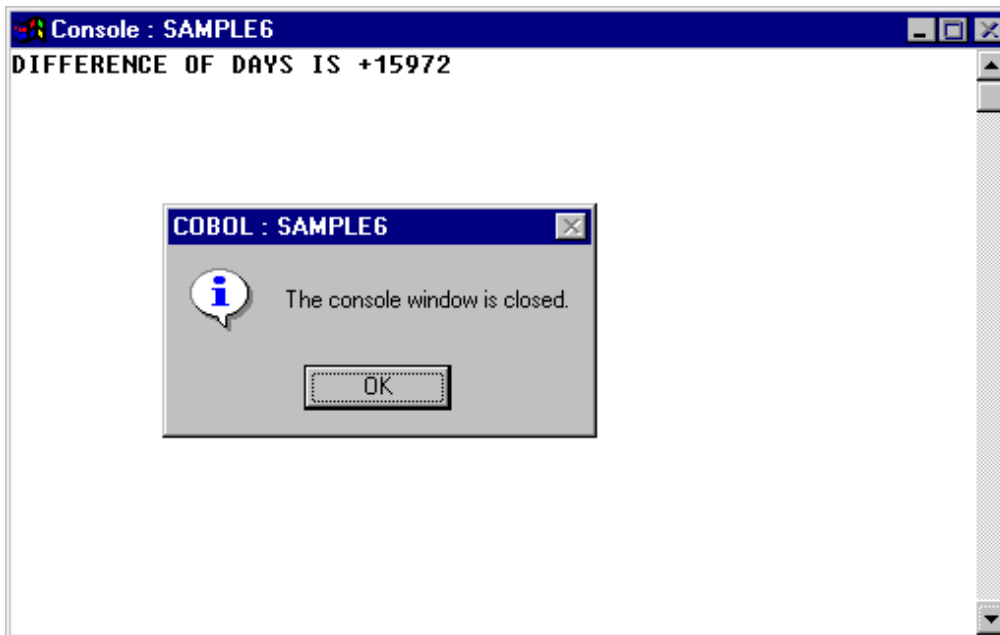 Console : SAMPLE6
DIFFERENCE OF DAYS IS +15972
COBOL : SAMPLE6
The console window is closed.
OK